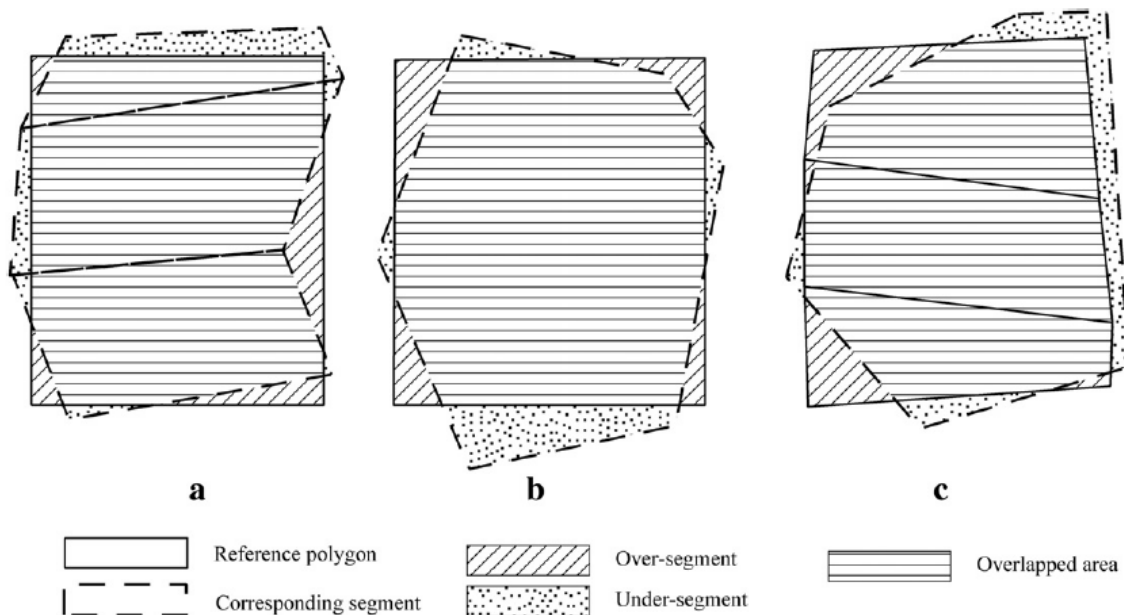 a b c
Reference polygon Over-segment Overlapped area
Corresponding segment Under-segment